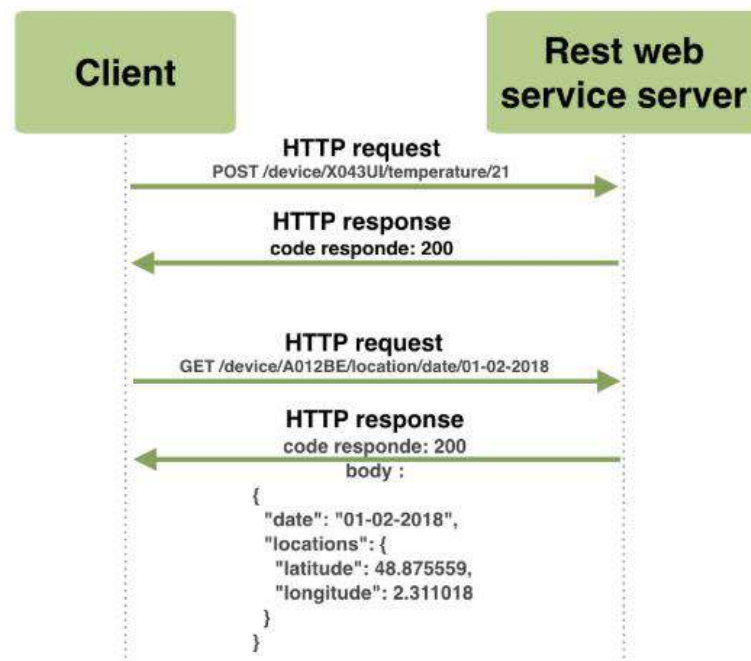 Client
Rest web
service server
HTTP request
POST /device/X043UI/temperature/21
HTTP response
code responde: 200
HTTP request
GET /device/A012BE/location/date/01-02-2018
HTTP response
code responde: 200
body :
{
"date": "01-02-2018",
"locations": {
"latitude": 48.875559,
"longitude": 2.311018
}
}